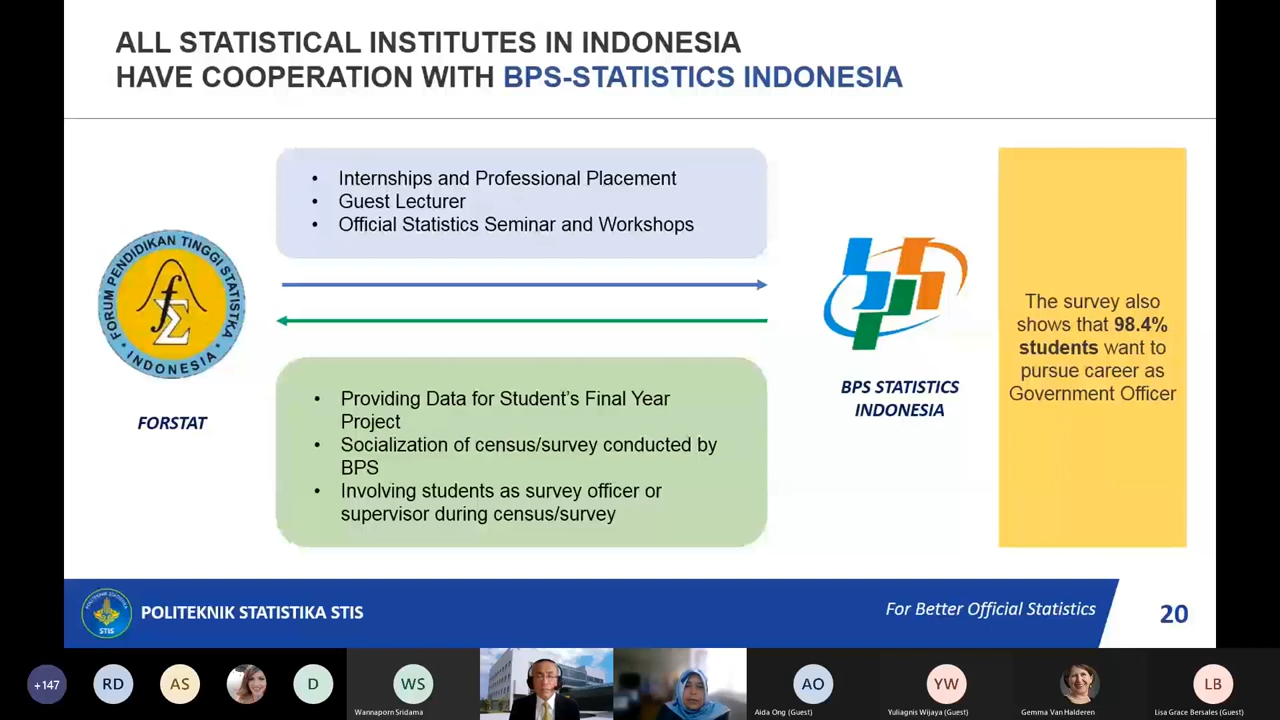 ALL STATISTICAL INSTITUTES IN INDONESIA
HAVE COOPERATION WITH BPS-STATISTICS INDONESIA
• Internships and Professional Placement
• Guest Lecturer
• Official Statistics Seminar and Workshops
FORUM PENDIDIKAN TINGGI STATISTIKA
• INDONESIA •
f
Σ
FORSTAT
BPS STATISTICS
INDONESIA
• Providing Data for Student's Final Year
Project
• Socialization of census/survey conducted by
BPS
• Involving students as survey officer or
supervisor during census/survey
The survey also
shows that 98.4%
students want to
pursue career as
Government Officer
STIS
POLITEKNIK STATISTIKA STIS
For Better Official Statistics
20
+147
RD
AS
D
WS
Wannaporn Sridama
AO
Aida Ong (Guest)
YW
Yuliagnis Wijaya (Guest)
Gemma Van Halderen
LB
Lisa Grace Bersales (Guest)